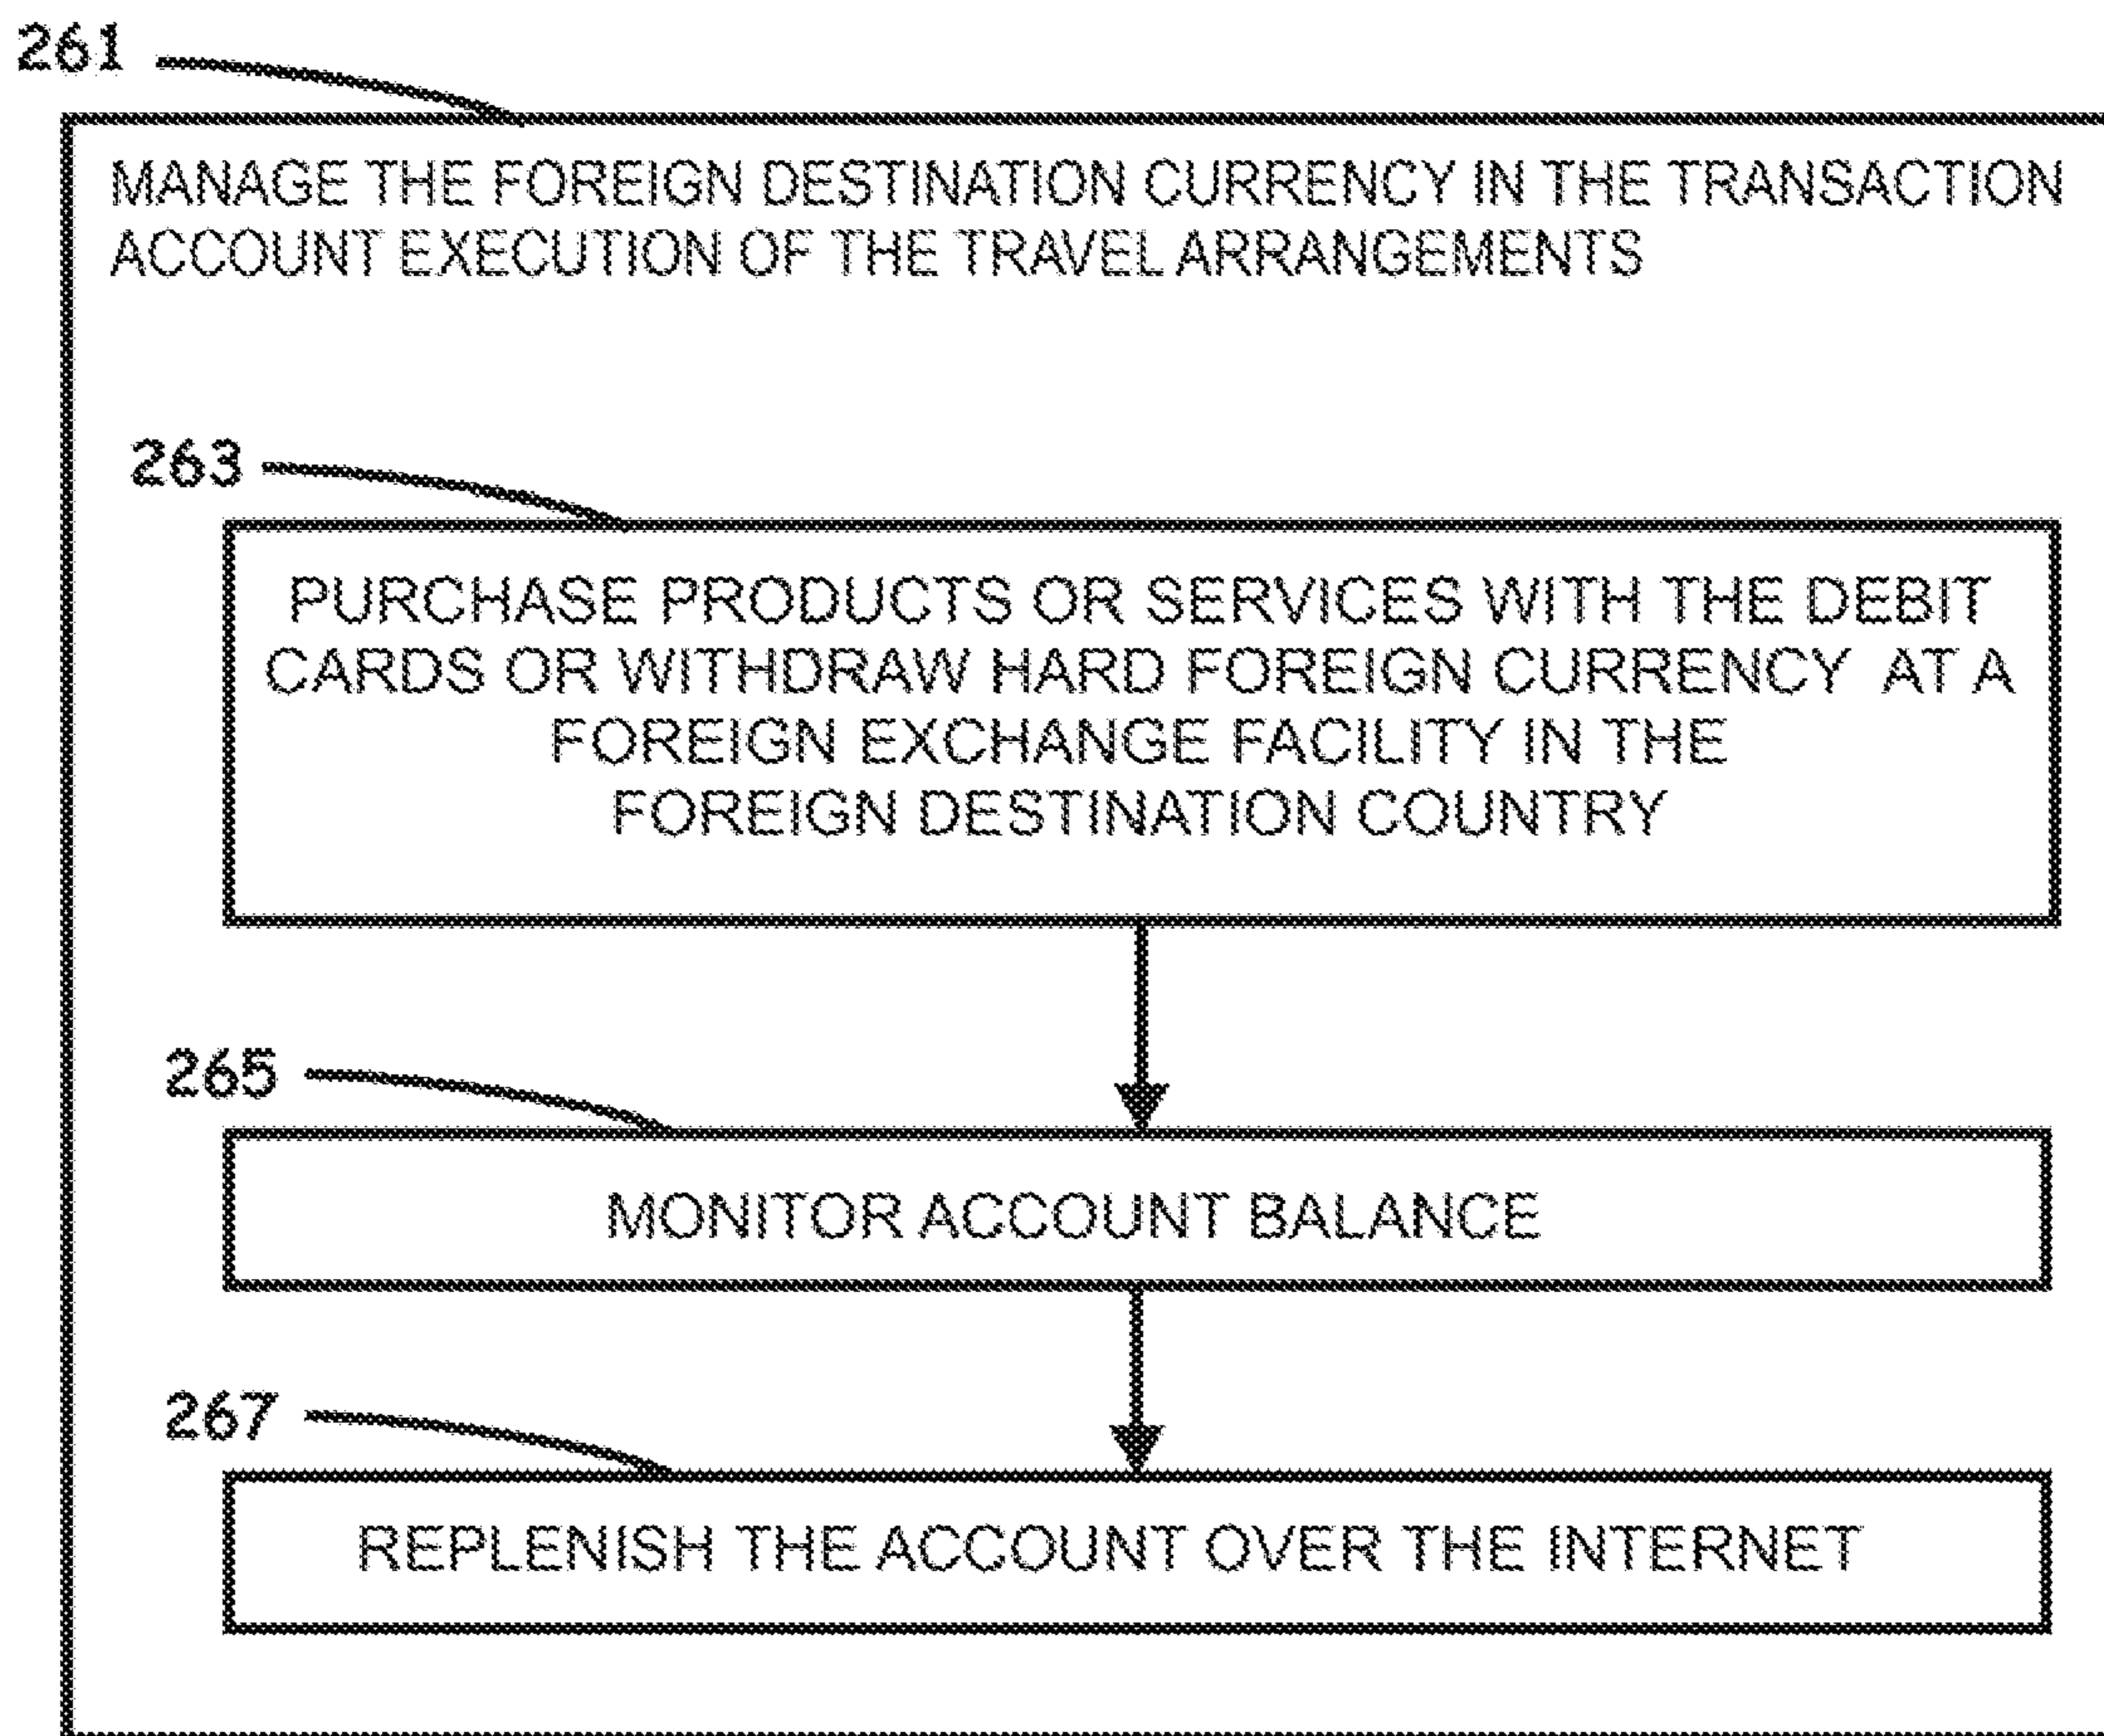 261
MANAGE THE FOREIGN DESTINATION CURRENCY IN THE TRANSACTION
ACCOUNT EXECUTION OF THE TRAVEL ARRANGEMENTS
263
PURCHASE PRODUCTS OR SERVICES WITH THE DEBIT
CARDS OR WITHDRAW HARD FOREIGN CURRENCY AT A
FOREIGN EXCHANGE FACILITY IN THE
FOREIGN DESTINATION COUNTRY
265
MONITOR ACCOUNT BALANCE
267
REPLENISH THE ACCOUNT OVER THE INTERNET